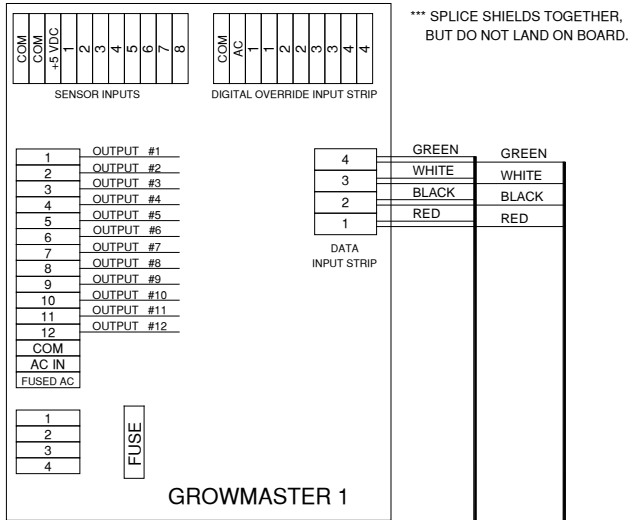 *** SPLICE SHIELDS TOGETHER,
BUT DO NOT LAND ON BOARD.
COM
COM
+5 VDC
1
2
3
4
5
6
7
8
SENSOR INPUTS
COM
AC
1
1
2
2
3
3
4
4
DIGITAL OVERRIDE INPUT STRIP
1 OUTPUT #1
2 OUTPUT #2
3 OUTPUT #3
4 OUTPUT #4
5 OUTPUT #5
6 OUTPUT #6
7 OUTPUT #7
8 OUTPUT #8
9 OUTPUT #9
10 OUTPUT #10
11 OUTPUT #11
12 OUTPUT #12
COM
AC IN
FUSED AC
4 GREEN GREEN
3 WHITE WHITE
2 BLACK BLACK
1 RED RED
DATA
INPUT STRIP
1
2
3
4
FUSE
GROWMASTER 1